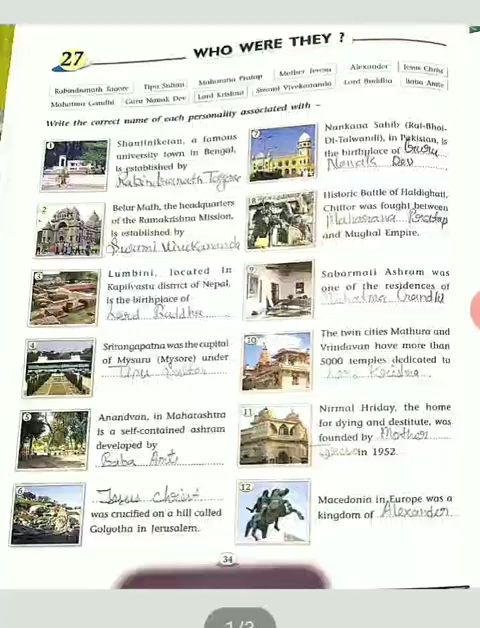 27
WHO WERE THEY ?
Rabindranath Tagore Tipu Sultan Maharana Pratap Mother Teresa Alexander Jesus Christ
Mahatma Gandhi Guru Nanak Dev Lord Krishna Swami Vivekananda Lord Buddha Baba Amte
Write the correct name of each personality associated with –
1
Shantiniketan, a famous
university town in Bengal,
is established by
2
Belur Math, the headquarters
of the Ramakrishna Mission,
is established by
Swami Vivekananda
3
Lumbini, located in
Kapilvastu district of Nepal,
is the birthplace of
Lord Buddha
4
Srirangapatna was the capital
of Mysuru (Mysore) under
5
Anandvan, in Maharashtra
is a self-contained ashram
developed by
Baba
6
Jesus Christ
was crucified on a hill called
Golgotha in Jerusalem.
7
Nankana Sahib (Rai-Bhoi-
Di-Talwandi), in Pakistan, is
the birthplace of Guru
Nanak Dev
8
Historic Battle of Haldighati,
Chittor was fought between
and Mughal Empire.
9
Sabarmati Ashram was
one of the residences of
Gandhi
10
The twin cities Mathura and
Vrindavan have more than
5000 temples dedicated to
Krishna
11
Nirmal Hriday, the home
for dying and destitute, was
founded by Mother
in 1952.
12
Macedonia in Europe was a
kingdom of Alexander
34